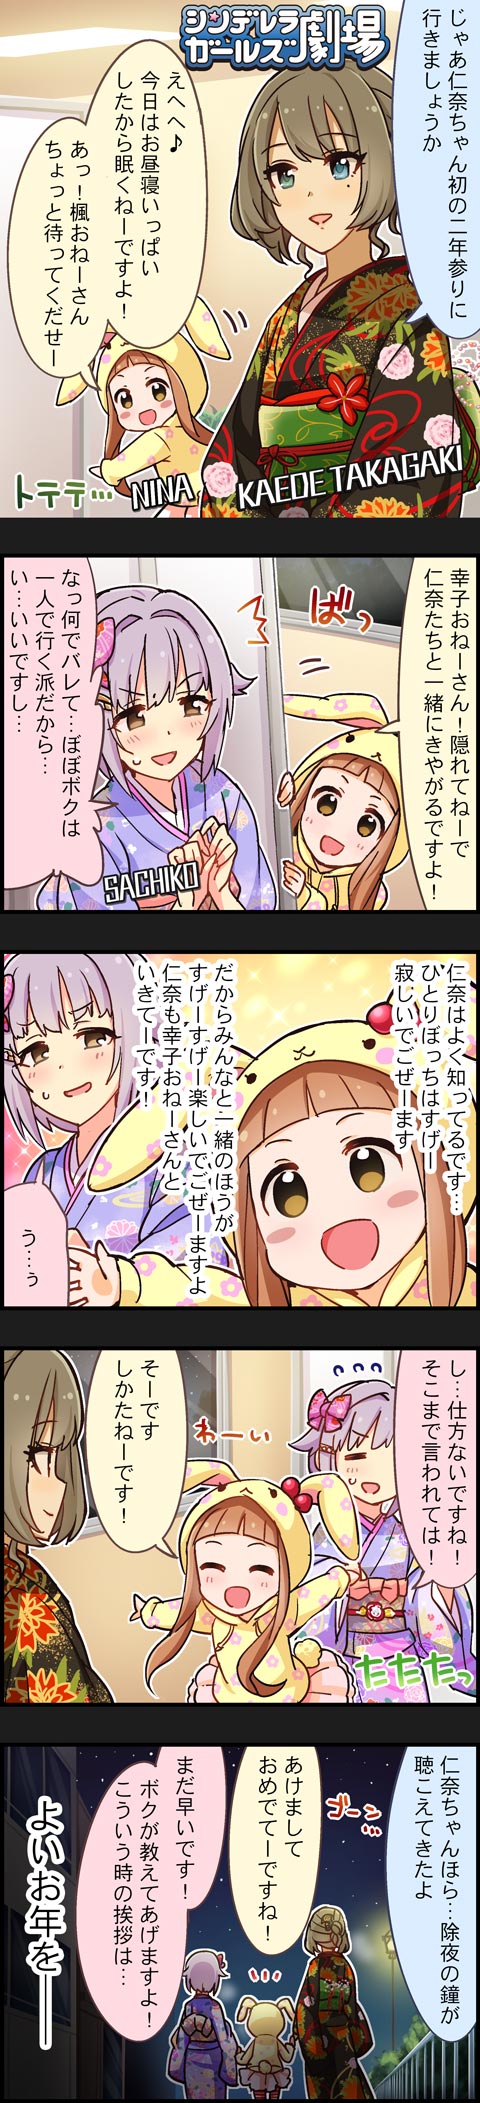 シンデレラ
ガールズ劇場
じゃあ仁奈ちゃん初の二年参りに
行きましょうか
えへへ♪
今日はお昼寝いっぱい
したから眠くねーですよ！
あっ！楓おねーさん
ちょっと待ってくだせー
トテテ…
NINA
KAEDE TAKAGAKI
幸子おねーさん！隠れてねーで
仁奈たちと一緒にきやがるですよ！
ばっ
なっ何でバレて…ぼぼボクは
一人で行く派だから…
い…いいですし…
SACHIKO
仁奈はよく知ってるです…
ひとりぼっちはすげー
寂しいでごぜーます
だからみんなと一緒のほうが
すげーすげー楽しいでごぜーますよ
仁奈も幸子おねーさんと
いきてーです！
う…ぅ
し…仕方ないですね！
そこまで言われては！
わーい
そーです
しかたねーです！
たたたっ
仁奈ちゃんほら…除夜の鐘が
聴こえてきたよ
ゴーン…
あけまして
おめでてーですね！
まだ早いです！
ボクが教えてあげますよ！
こういう時の挨拶は…
よいお年を――